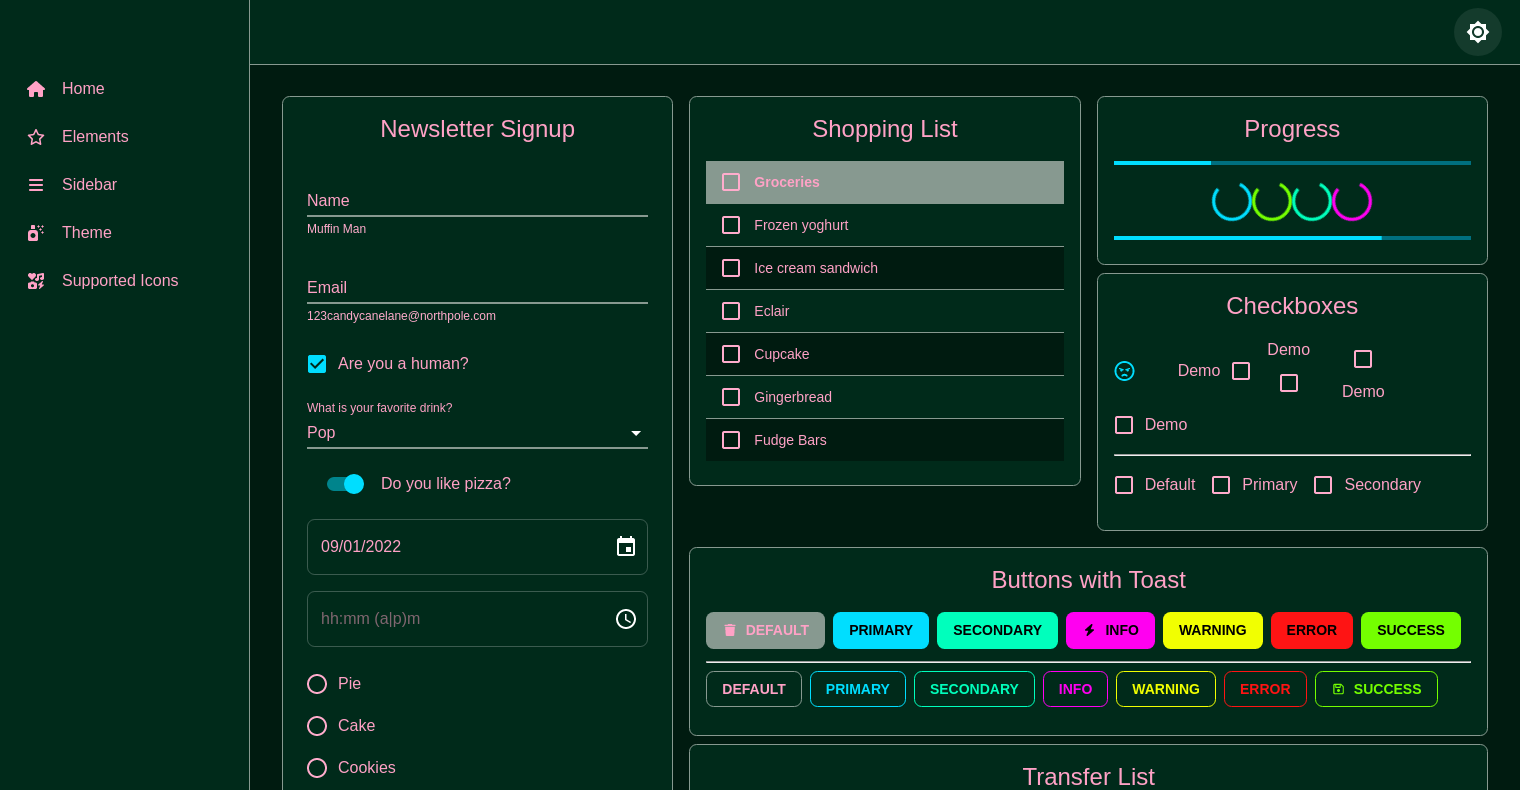 Home
Elements
Sidebar
Theme
Supported Icons
Newsletter Signup
Name
Muffin Man
Email
123candycanelane@northpole.com
Are you a human?
What is your favorite drink?
Pop
Do you like pizza?
09/01/2022
hh:mm (a|p)m
Pie
Cake
Cookies
Shopping List
Groceries
Frozen yoghurt
Ice cream sandwich
Eclair
Cupcake
Gingerbread
Fudge Bars
Progress
Checkboxes
Demo
Demo
Demo
Demo
Default Primary Secondary
Buttons with Toast
DEFAULT PRIMARY SECONDARY INFO WARNING ERROR SUCCESS
DEFAULT PRIMARY SECONDARY INFO WARNING ERROR SUCCESS
Transfer List